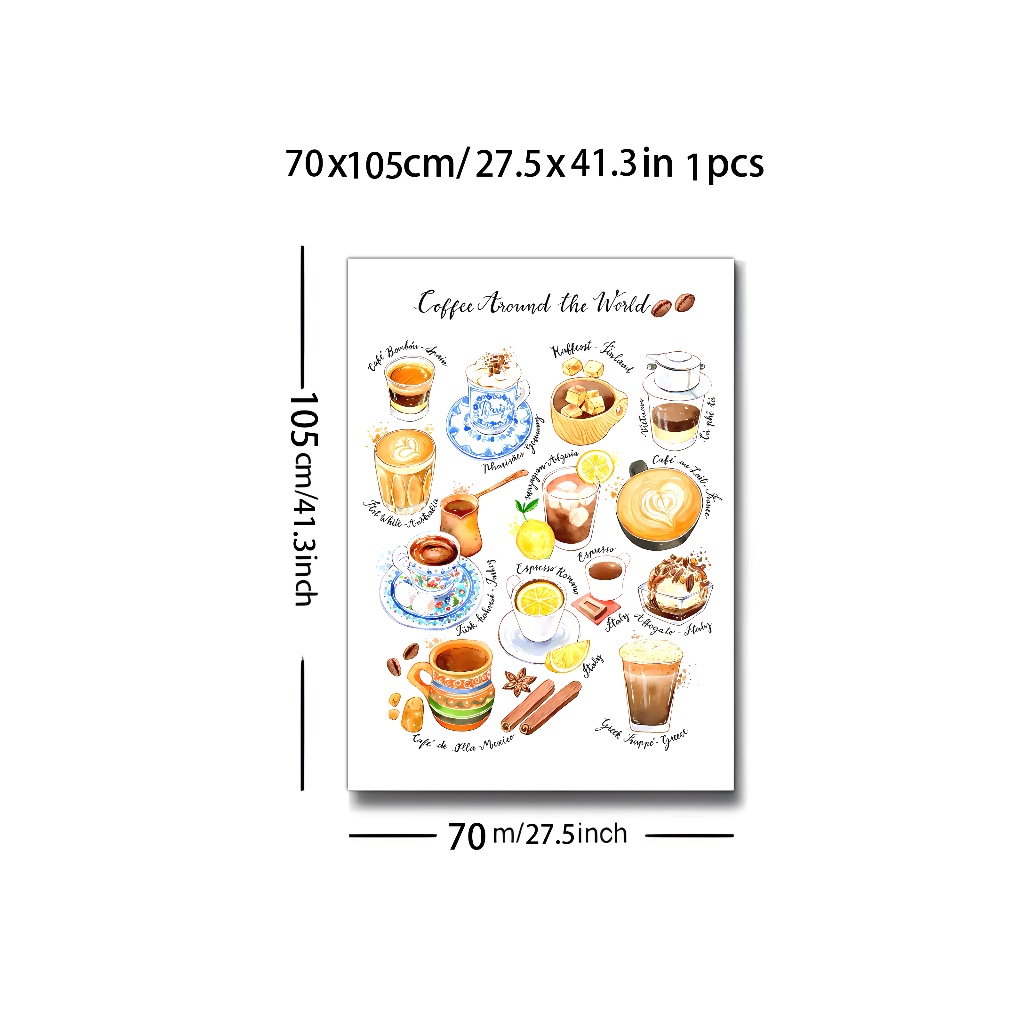 70x105cm/ 27.5x41.3in 1pcs
Coffee Around the World
Café Bombón - Spain
Kaffeost - Finland
Pharisäer Germany
Vietnam
Cà phê đá
Flat White - Australia
Mazagran - Algeria
Café au Lait - France
Türk kahvesi - Turkey
Espresso Romano
Italy
Espresso
Italy
Affogato - Italy
Café de Olla - Mexico
Greek Frappé - Greece
105cm/41.3inch
70 m/27.5inch